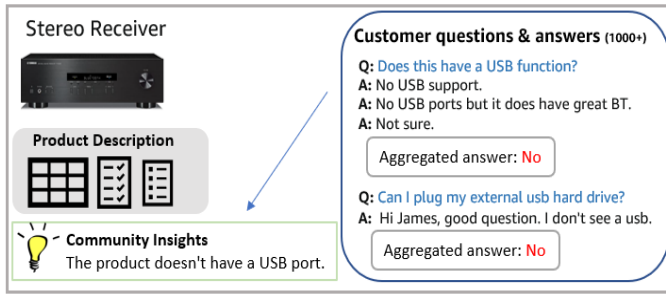 Stereo Receiver
Product Description
Community Insights
The product doesn't have a USB port.
Customer questions & answers (1000+)
Q: Does this have a USB function?
A: No USB support.
A: No USB ports but it does have great BT.
A: Not sure.
Aggregated answer: No
Q: Can I plug my external usb hard drive?
A: Hi James, good question. I don't see a usb.
Aggregated answer: No